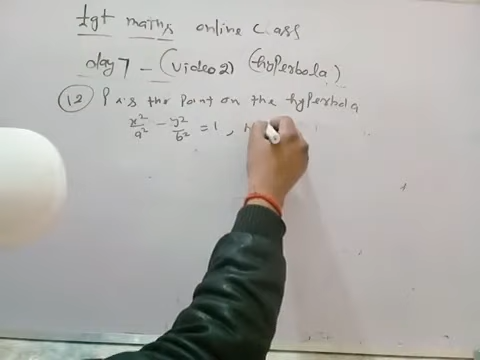 tgt maths online class
day 7 - (video 2) (hyperbola)
(12) P is the point on the hyperbola
x²/a² - y²/b² = 1, N